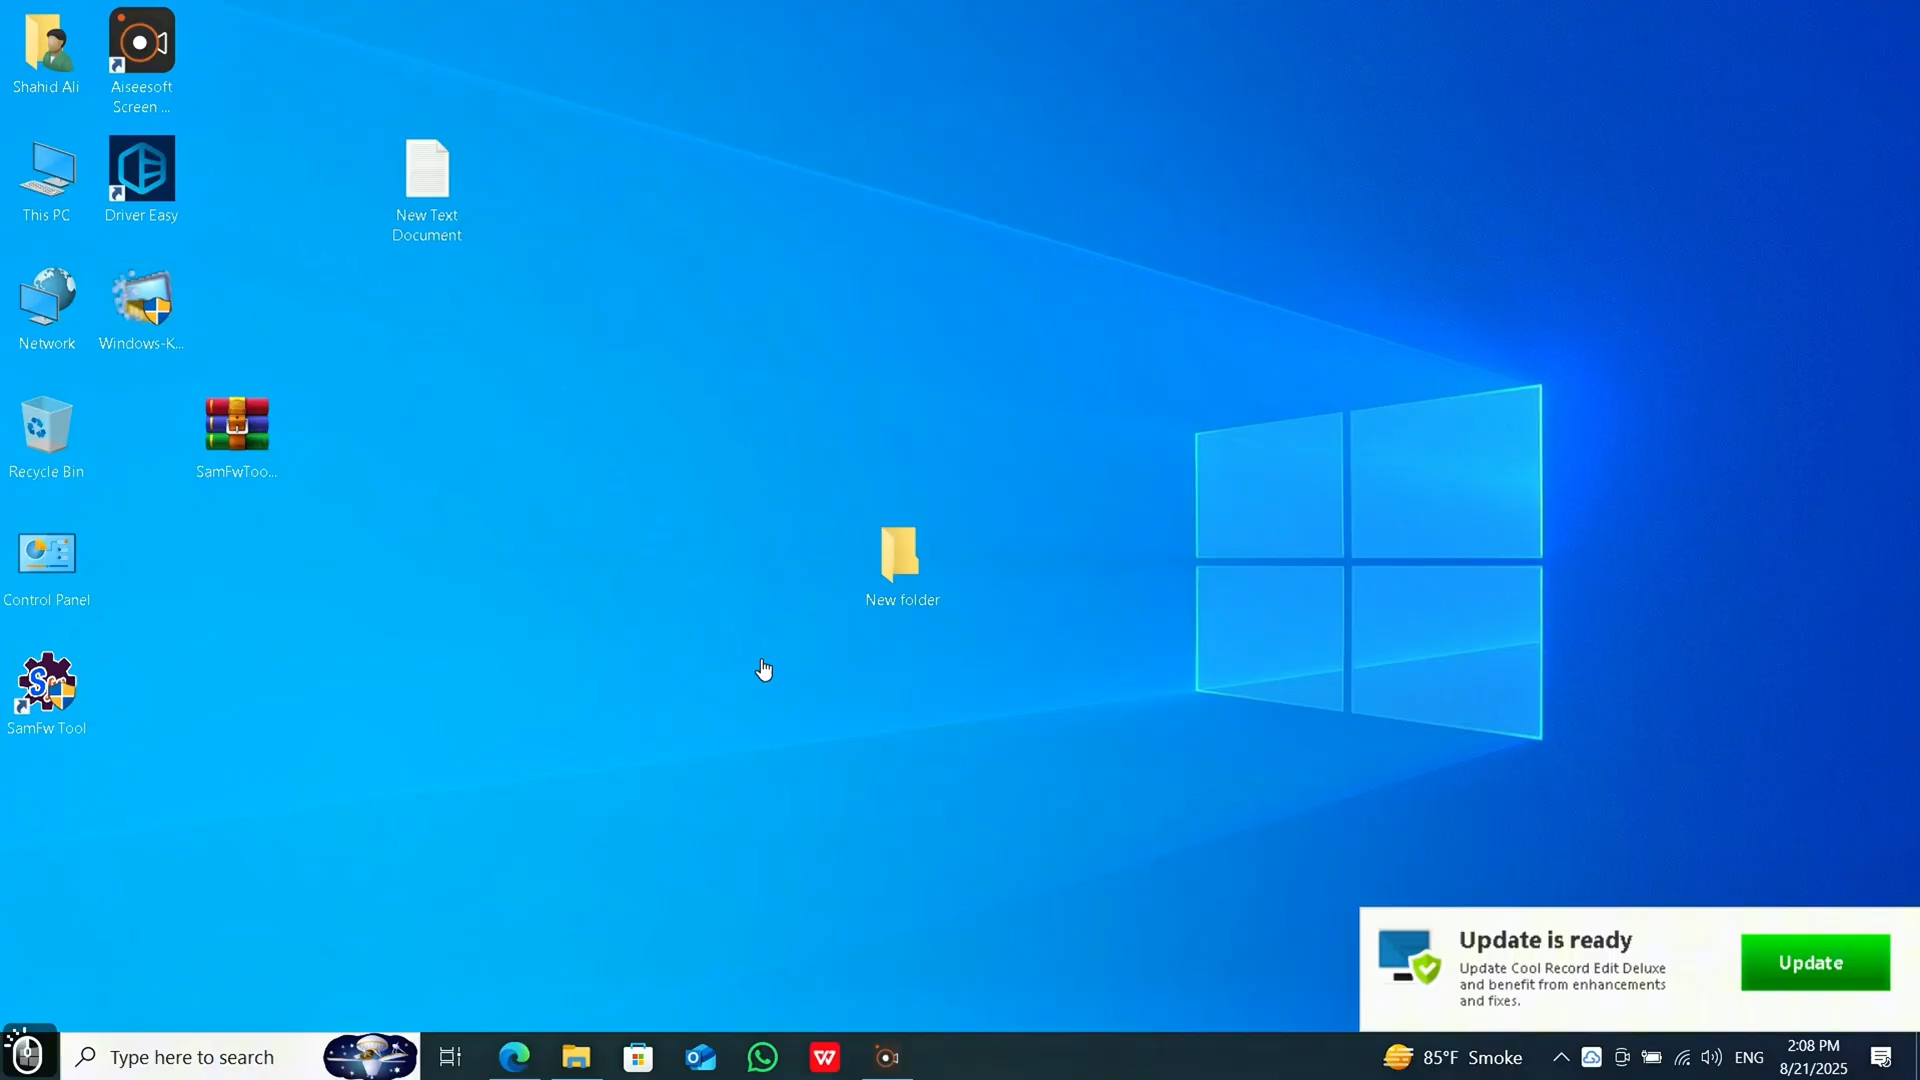 Shahid Ali
Aiseesoft
Screen ...
This PC
Driver Easy
New Text
Document
Network
Windows-K...
Recycle Bin
SamFwToo...
Control Panel
New folder
SamFw Tool
Update is ready
Update Cool Record Edit Deluxe
and benefit from enhancements
and fixes.
Update
Type here to search
85°F Smoke
ENG
2:08 PM
8/21/2025